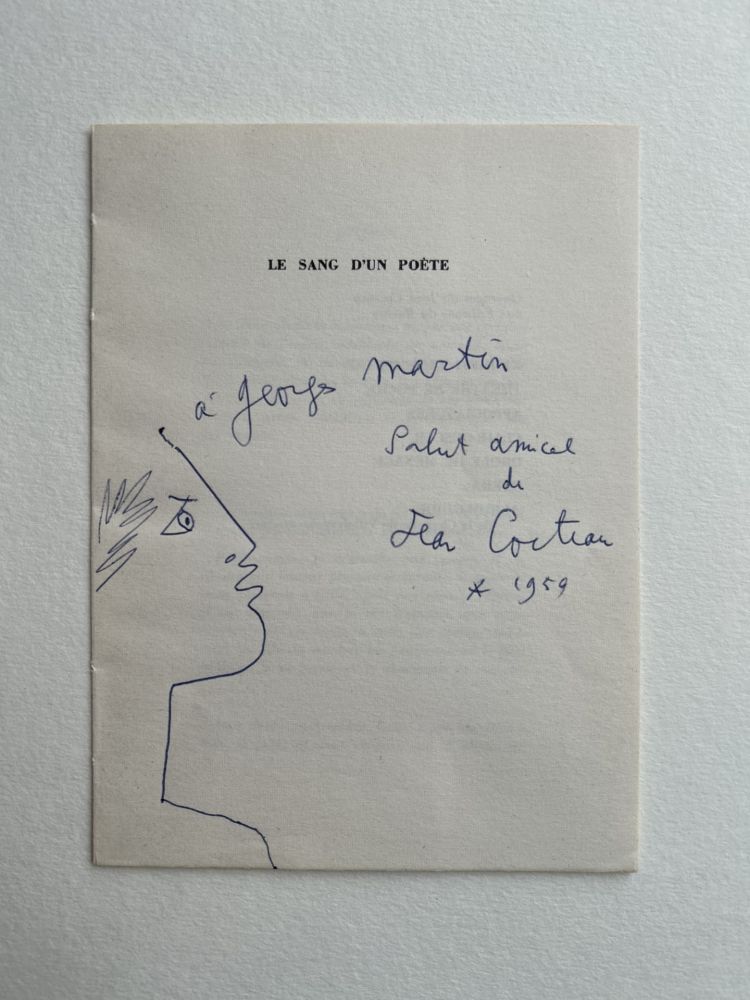 LE SANG D'UN POÈTE
à Georges Martin
Salut amical
de
Jean Cocteau
* 1959